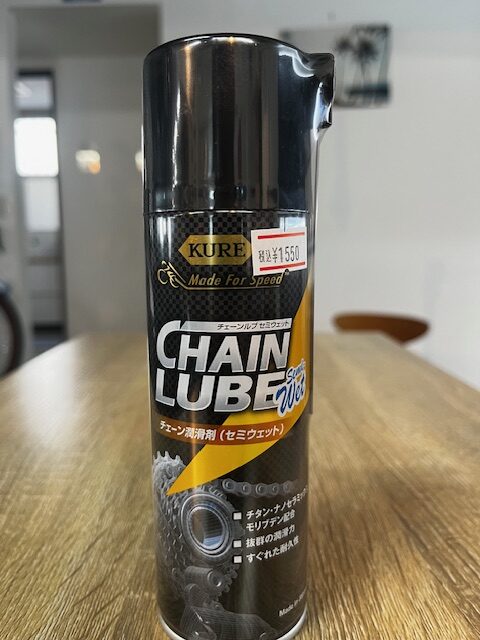 KURE
税込¥1550
Made For Speed
チェーンルブ セミウェット
CHAIN
LUBE
Semi
Wet
チェーン潤滑剤（セミウェット）
■チタン・ナノセラミック
モリブデン配合
■抜群の潤滑力
■すぐれた耐久性
Made in